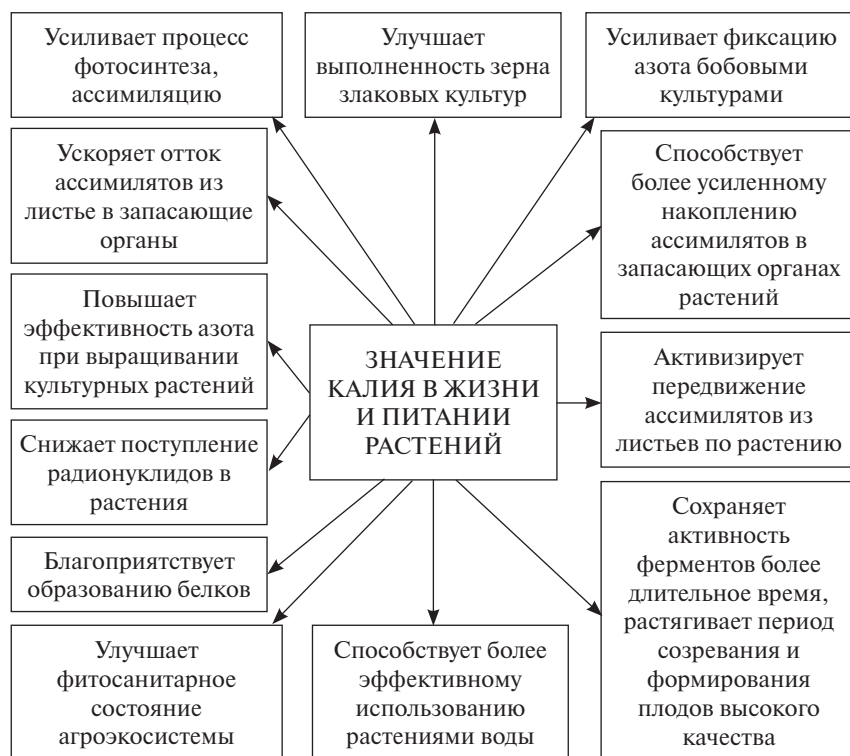 Усиливает процесс
фотосинтеза,
ассимиляцию
Улучшает
выполненность зерна
злаковых культур
Усиливает фиксацию
азота бобовыми
культурами
Ускоряет отток
ассимилятов из
листье в запасающие
органы
Способствует
более усиленному
накоплению
ассимилятов в
запасающих органах
растений
Повышает
эффективность азота
при выращивании
культурных растений
ЗНАЧЕНИЕ
КАЛИЯ В ЖИЗНИ
И ПИТАНИИ
РАСТЕНИЙ
Активизирует
передвижение
ассимилятов из
листьев по растению
Снижает поступление
радионуклидов в
растения
Благоприятствует
образованию белков
Сохраняет
активность
ферментов более
длительное время,
растягивает период
созревания и
формирования
плодов высокого
качества
Улучшает
фитосанитарное
состояние
агроэкосистемы
Способствует более
эффективному
использованию
растениями воды